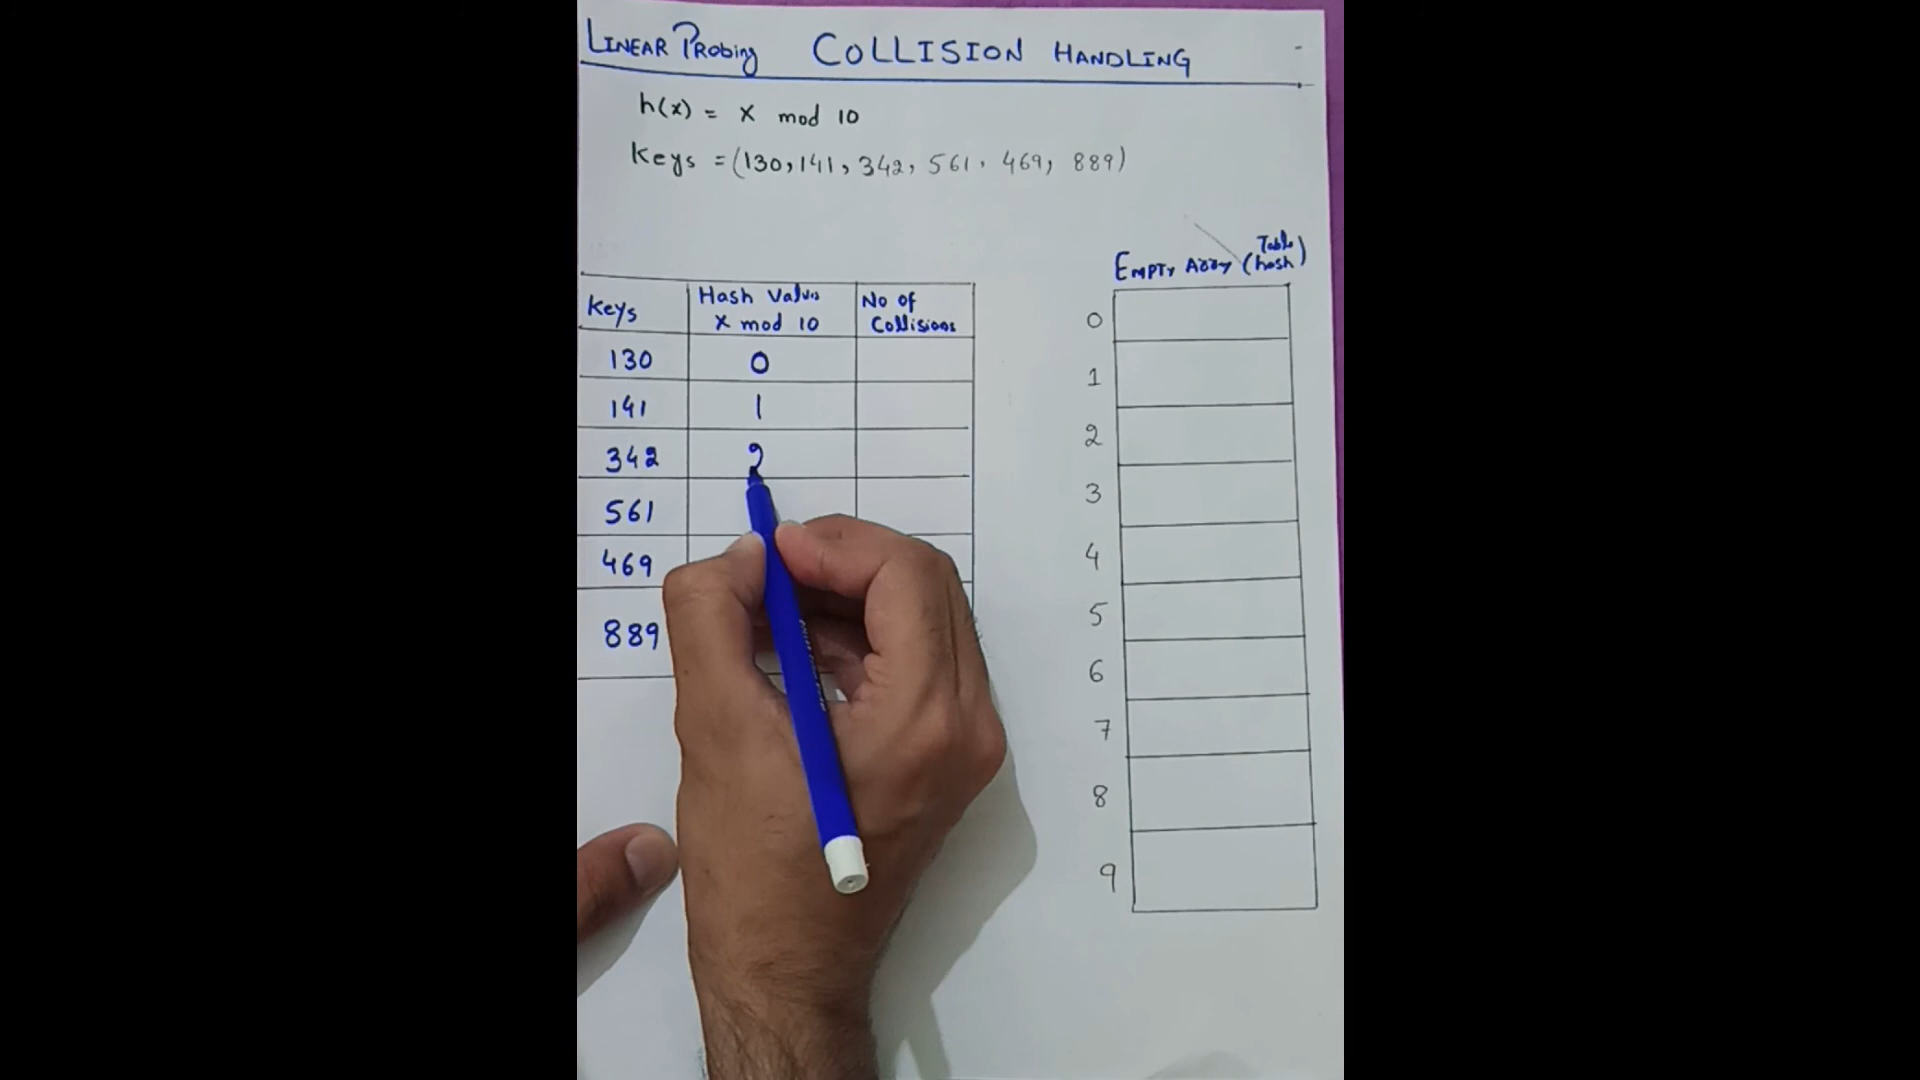 LINEAR Probing COLLISION HANDLING
h(x) = X mod 10
Keys = (130, 141, 342, 561, 469, 889)
Table
EMPTY ARRY (hash)
Keys
Hash Values
X mod 10
No of
Collisions
130 0
141 1
342 2
561
469
889
0
1
2
3
4
5
6
7
8
9